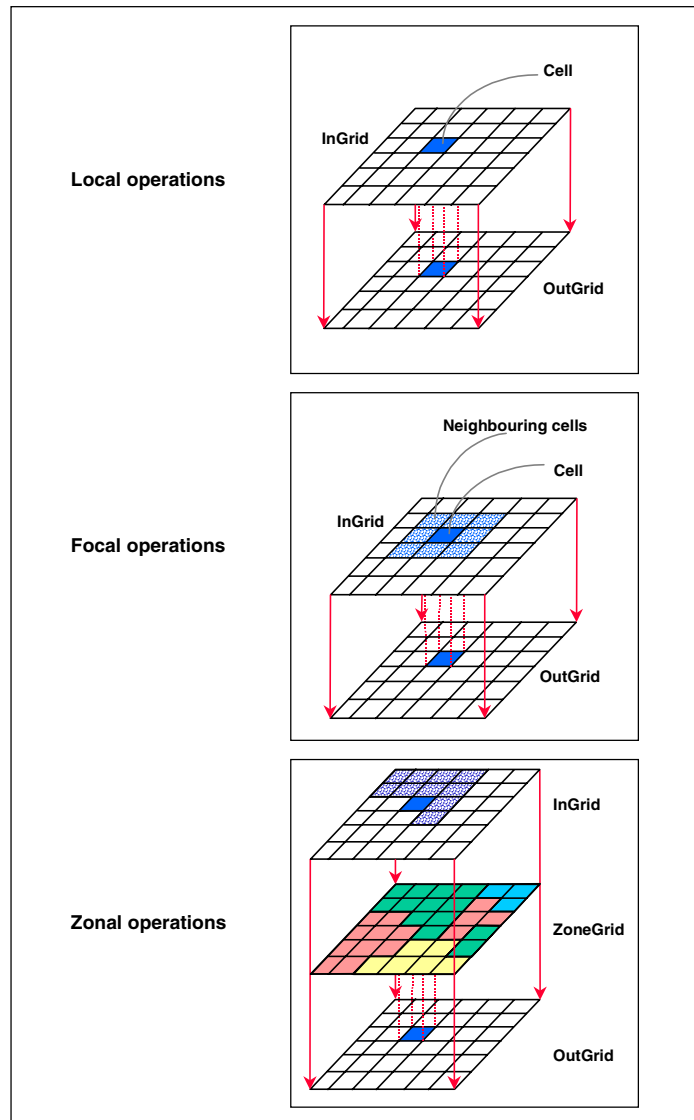 Cell
InGrid
Local operations
OutGrid
Neighbouring cells
Cell
InGrid
Focal operations
OutGrid
InGrid
Zonal operations
ZoneGrid
OutGrid